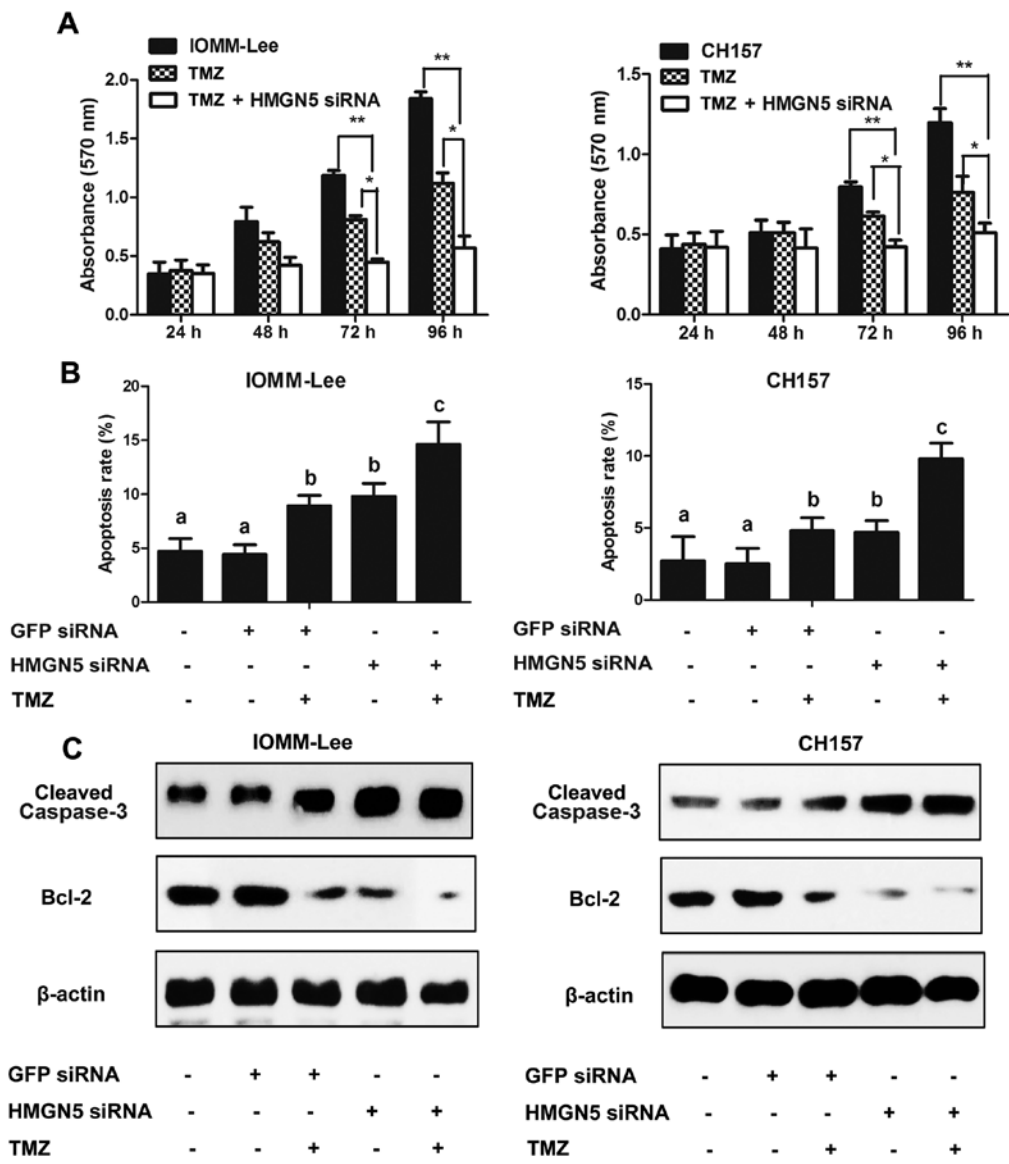 A
IOMM-Lee
TMZ
TMZ + HMGN5 siRNA
Absorbance (570 nm)
2.0
1.5
1.0
0.5
0.0
** * ** *
24 h 48 h 72 h 96 h
CH157
TMZ
TMZ + HMGN5 siRNA
Absorbance (570 nm)
1.5
1.0
0.5
0.0
** * ** *
24 h 48 h 72 h 96 h
B
IOMM-Lee
Apoptosis rate (%)
20
15
10
5
0
a a b b c
GFP siRNA - + + - -
HMGN5 siRNA - - - + +
TMZ - - + - +
CH157
Apoptosis rate (%)
15
10
5
0
a a b b c
GFP siRNA - + + - -
HMGN5 siRNA - - - + +
TMZ - - + - +
C
IOMM-Lee
Cleaved
Caspase-3
Bcl-2
β-actin
GFP siRNA - + + - -
HMGN5 siRNA - - - + +
TMZ - - + - +
CH157
Cleaved
Caspase-3
Bcl-2
β-actin
GFP siRNA - + + - -
HMGN5 siRNA - - - + +
TMZ - - + - +